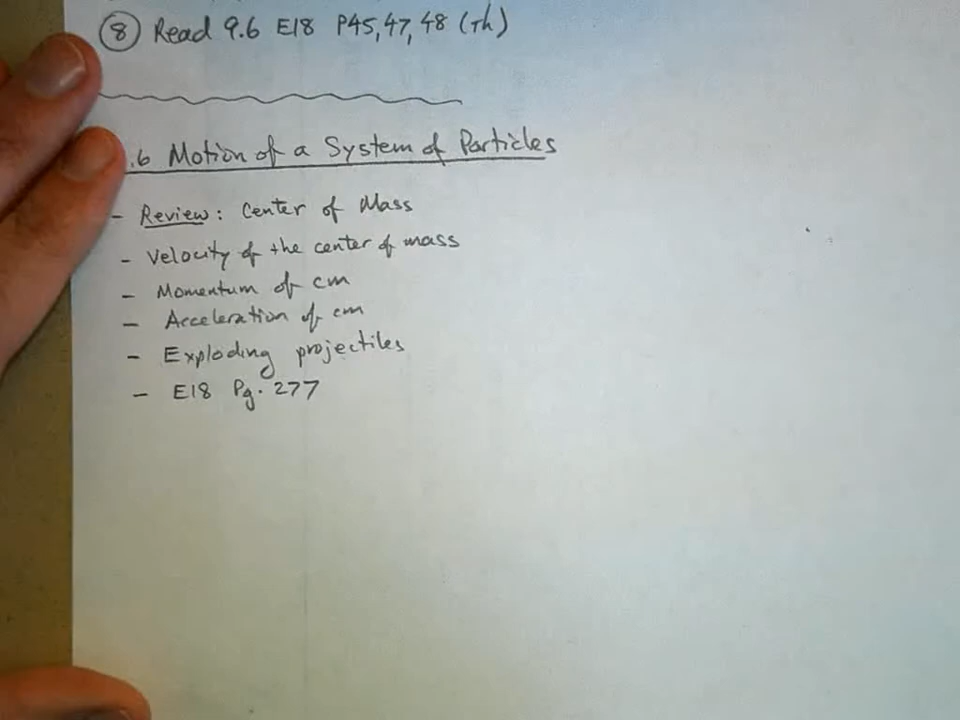 ⑧ Read 9.6 E18 P45,47,48 (Th)
.6 Motion of a System of Particles
- Review: Center of Mass
- Velocity of the center of mass
- Momentum of cm
- Acceleration of cm
- Exploding projectiles
- E18 Pg. 277